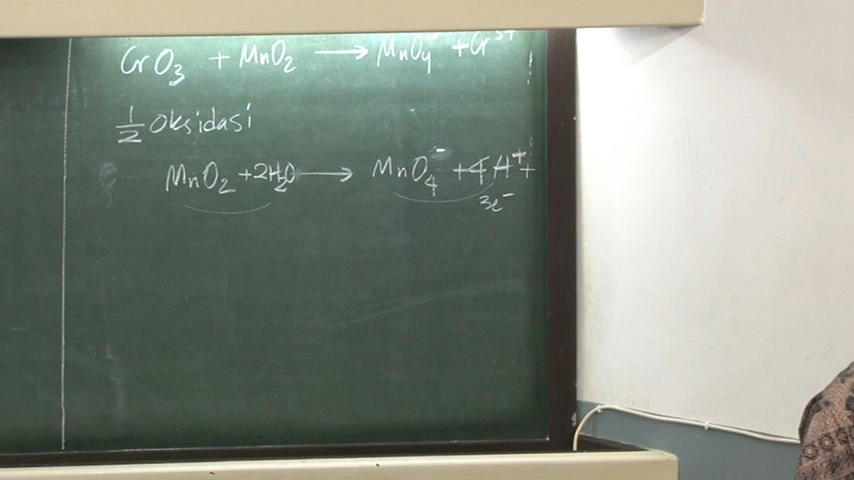 CrO₃ + MnO₂ → MnO₄⁻ + Cr³⁺
1/2 Oksidasi
MnO₂ + 2H₂O → MnO₄⁻ + 4H⁺ +
3e⁻